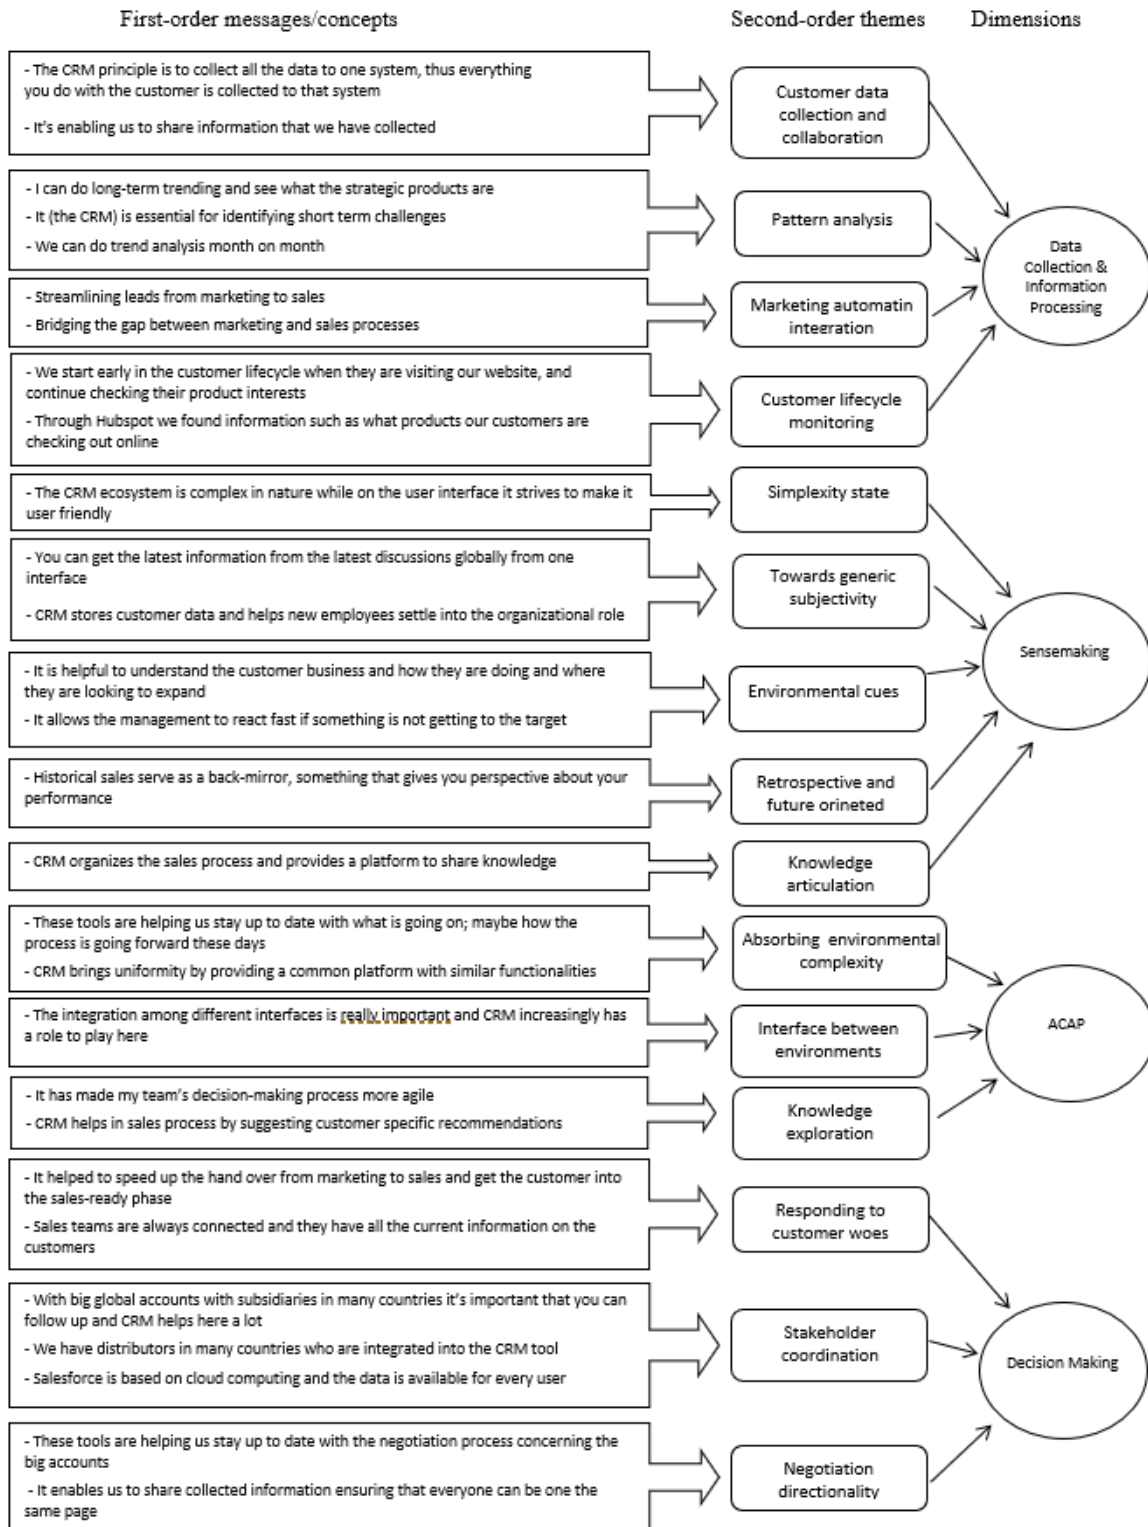 First-order messages/concepts
Second-order themes
Dimensions
- The CRM principle is to collect all the data to one system, thus everything
you do with the customer is collected to that system
- It's enabling us to share information that we have collected
Customer data
collection and
collaboration
- I can do long-term trending and see what the strategic products are
- It (the CRM) is essential for identifying short term challenges
- We can do trend analysis month on month
Pattern analysis
Data
Collection &
Information
Processing
- Streamlining leads from marketing to sales
- Bridging the gap between marketing and sales processes
Marketing automatin
integration
- We start early in the customer lifecycle when they are visiting our website, and
continue checking their product interests
- Through Hubspot we found information such as what products our customers are
checking out online
Customer lifecycle
monitoring
- The CRM ecosystem is complex in nature while on the user interface it strives to make it
user friendly
Simplexity state
- You can get the latest information from the latest discussions globally from one
interface
- CRM stores customer data and helps new employees settle into the organizational role
Towards generic
subjectivity
Sensemaking
- It is helpful to understand the customer business and how they are doing and where
they are looking to expand
- It allows the management to react fast if something is not getting to the target
Environmental cues
- Historical sales serve as a back-mirror, something that gives you perspective about your
performance
Retrospective and
future orineted
- CRM organizes the sales process and provides a platform to share knowledge
Knowledge
articulation
- These tools are helping us stay up to date with what is going on; maybe how the
process is going forward these days
- CRM brings uniformity by providing a common platform with similar functionalities
Absorbing environmental
complexity
- The integration among different interfaces is really important and CRM increasingly has
a role to play here
Interface between
environments
ACAP
- It has made my team's decision-making process more agile
- CRM helps in sales process by suggesting customer specific recommendations
Knowledge
exploration
- It helped to speed up the hand over from marketing to sales and get the customer into
the sales-ready phase
- Sales teams are always connected and they have all the current information on the
customers
Responding to
customer woes
- With big global accounts with subsidiaries in many countries it's important that you can
follow up and CRM helps here a lot
- We have distributors in many countries who are integrated into the CRM tool
- Salesforce is based on cloud computing and the data is available for every user
Stakeholder
coordination
Decision Making
- These tools are helping us stay up to date with the negotiation process concerning the
big accounts
- It enables us to share collected information ensuring that everyone can be one the
same page
Negotiation
directionality